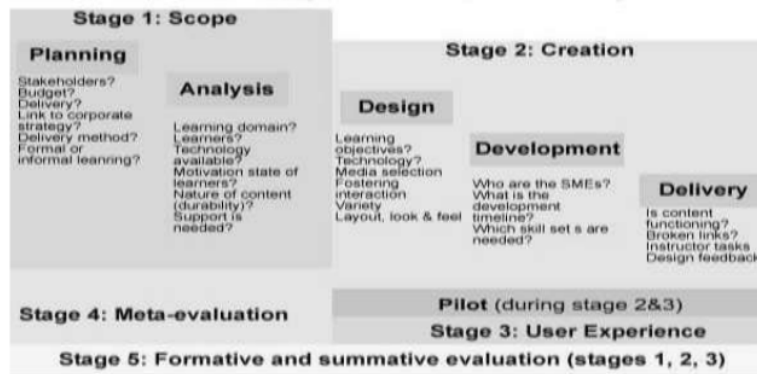 Stage 1: Scope
Planning
Stakeholders?
Budget?
Delivery?
Link to corporate
strategy?
Delivery method?
Formal or
informal leanring?
Analysis
Learning domain?
Learners?
Technology
available?
Motivation state of
learners?
Nature of content
(durability)?
Support is
needed?
Stage 2: Creation
Design
Learning
objectives?
Technology?
Media selection
Fostering
interaction
Variety
Layout, look & feel
Development
Who are the SMEs?
What is the
development
timeline?
Which skill set s are
needed?
Delivery
Is content
functioning?
Broken links?
Instructor tasks
Design feedback
Stage 4: Meta-evaluation
Pilot (during stage 2&3)
Stage 3: User Experience
Stage 5: Formative and summative evaluation (stages 1, 2, 3)